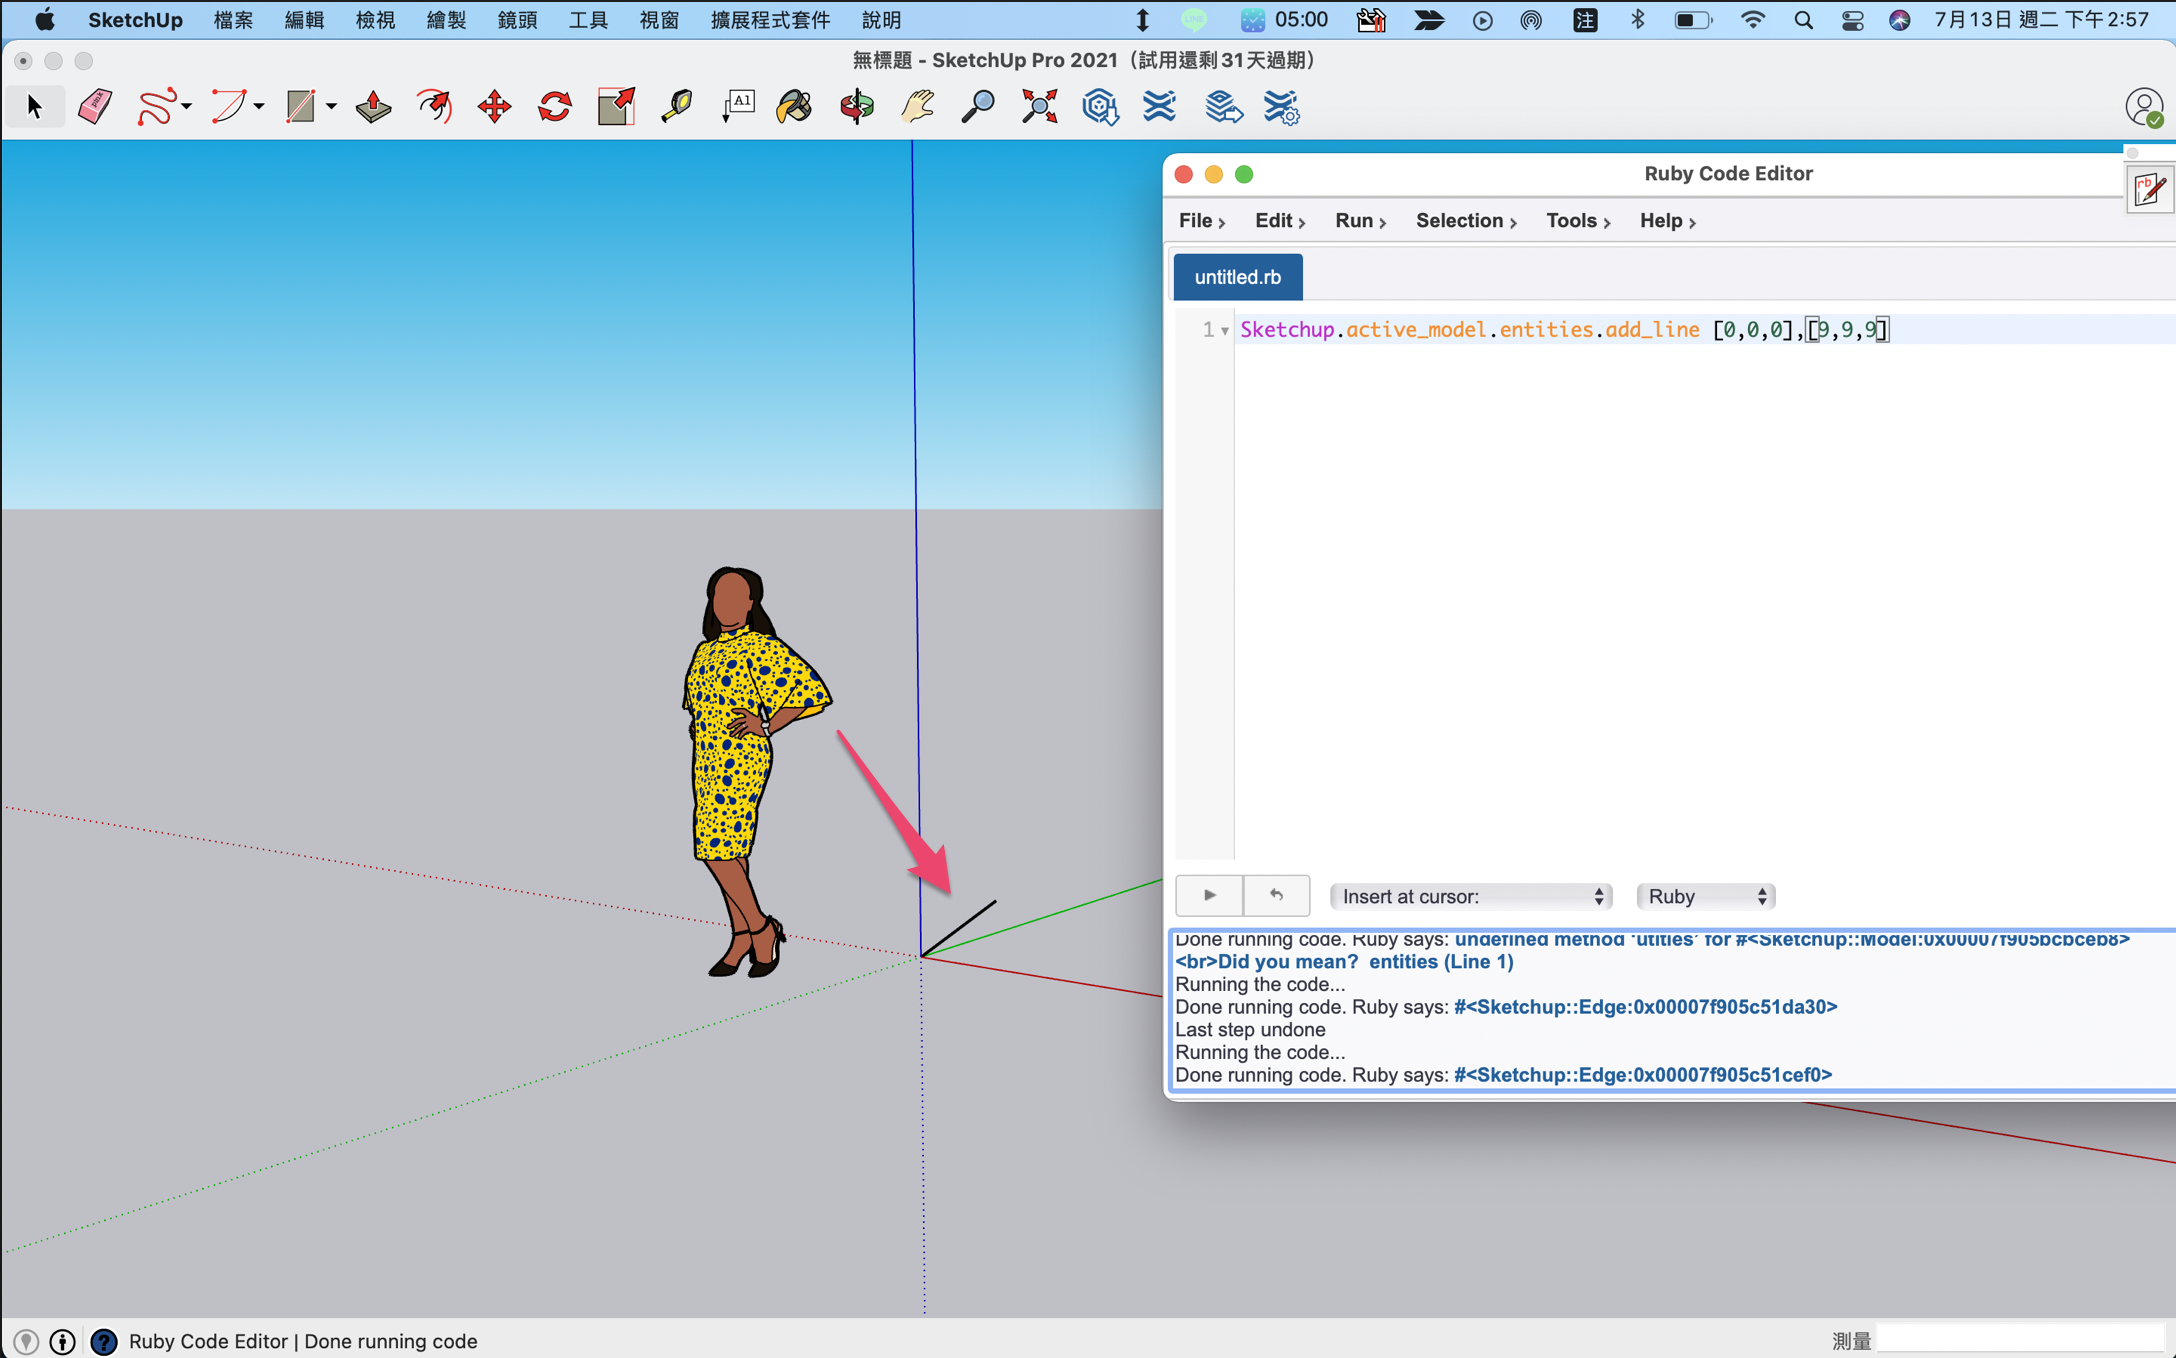 SketchUp 檔案 編輯 檢視 繪製 鏡頭 工具 視窗 擴展程式套件 說明 LINE 05:00 注 7月13日 週二 下午2:57
無標題 - SketchUp Pro 2021（試用還剩31天過期）
pink A1
Ruby Code Editor
rb
File › Edit › Run › Selection › Tools › Help ›
untitled.rb
1 Sketchup.active_model.entities.add_line [0,0,0],[9,9,9]
Insert at cursor: Ruby
Done running code. Ruby says: undefined method 'utities' for #<Sketchup::Model:0x00007f905bcbceb8>
<br>Did you mean?  entities (Line 1)
Running the code...
Done running code. Ruby says: #<Sketchup::Edge:0x00007f905c51da30>
Last step undone
Running the code...
Done running code. Ruby says: #<Sketchup::Edge:0x00007f905c51cef0>
Ruby Code Editor | Done running code
測量